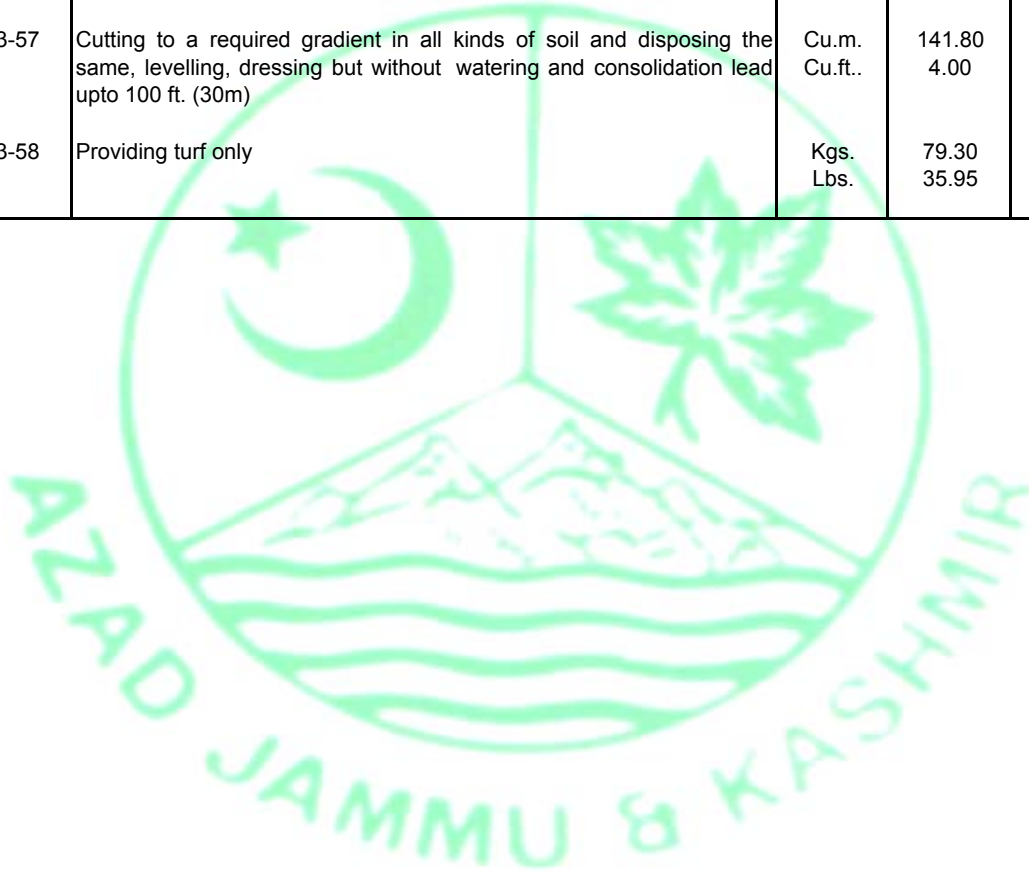 3-57 Cutting to a required gradient in all kinds of soil and disposing the Cu.m. 141.80
same, levelling, dressing but without watering and consolidation lead Cu.ft.. 4.00
upto 100 ft. (30m)
3-58 Providing turf only Kgs. 79.30
Lbs. 35.95
AZAD JAMMU & KASHMIR